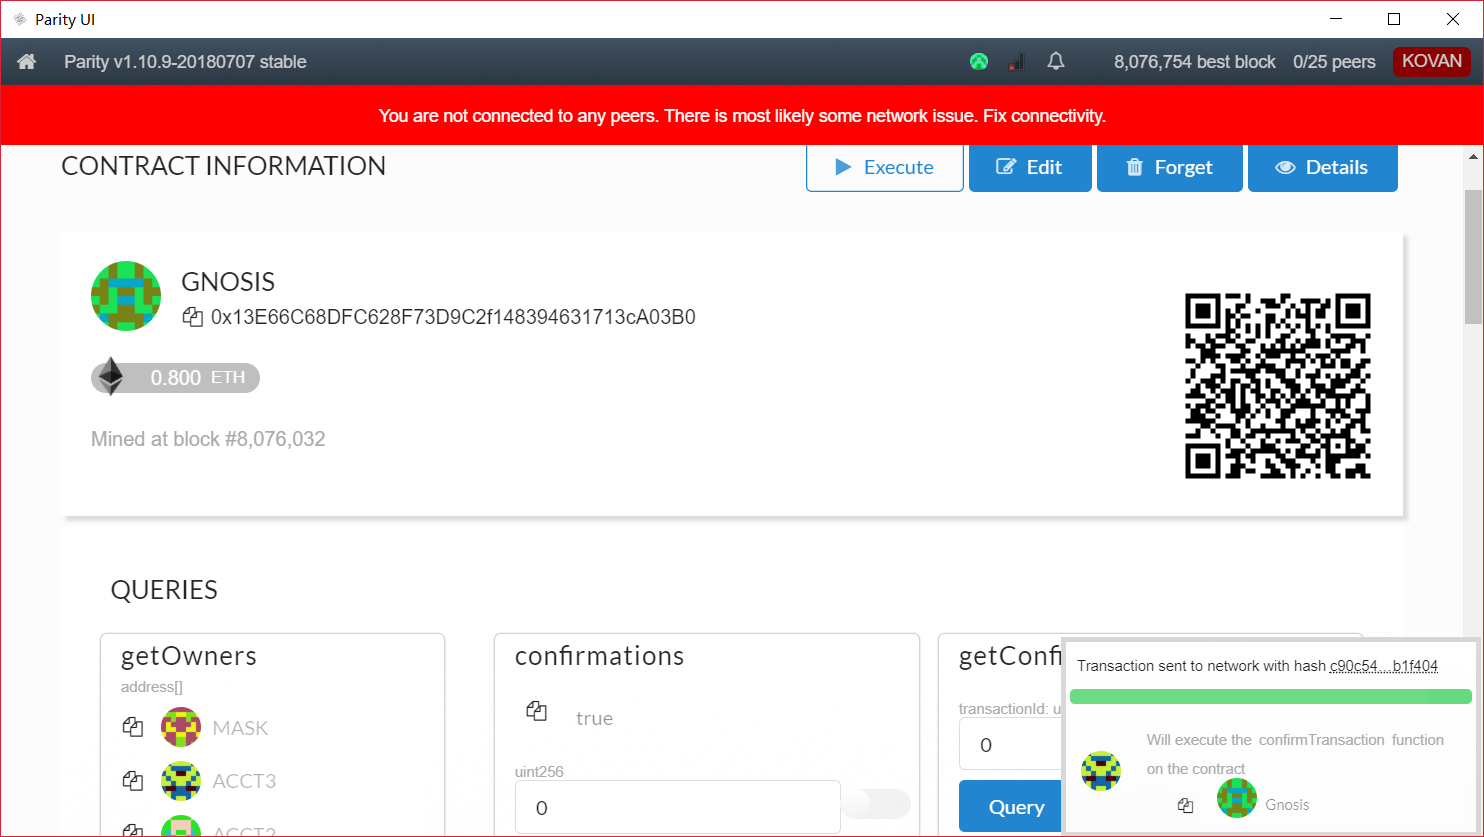 Parity UI
Parity v1.10.9-20180707 stable
8,076,754 best block
0/25 peers
KOVAN
You are not connected to any peers. There is most likely some network issue. Fix connectivity.
CONTRACT INFORMATION
Execute
Edit
Forget
Details
GNOSIS
0x13E66C68DFC628F73D9C2f148394631713cA03B0
0.800 ETH
Mined at block #8,076,032
QUERIES
getOwners
address[]
MASK
ACCT3
ACCT2
confirmations
true
uint256
0
getConfi
transactionId: u
0
Query
Transaction sent to network with hash c90c54...b1f404
Will execute the confirmTransaction function
on the contract
Gnosis